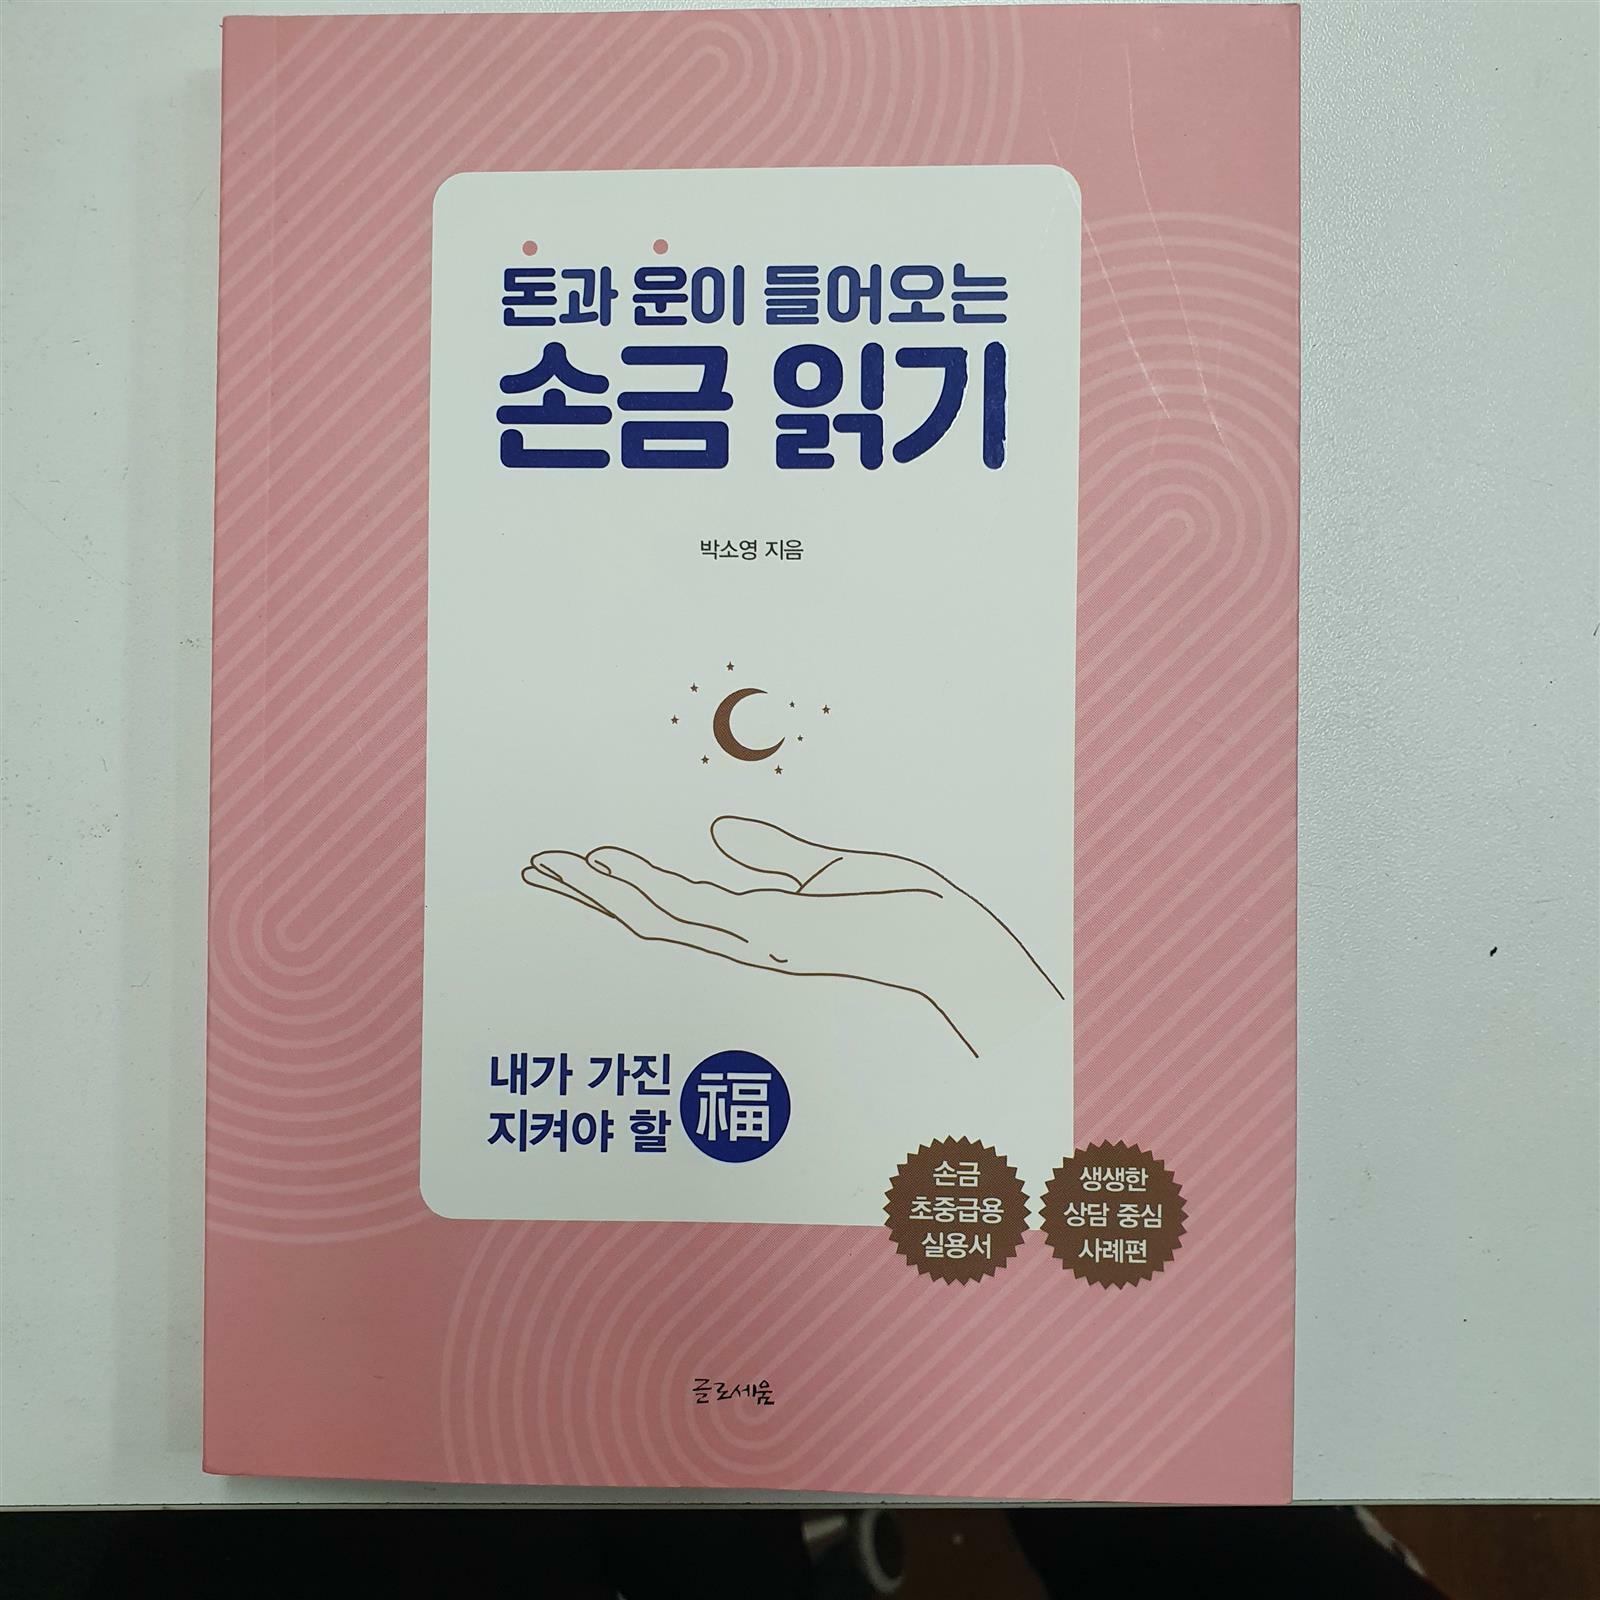 돈과 운이 들어오는
손금 읽기
박소영 지음
내가 가진
지켜야 할 福
손금
초중급용
실용서
생생한
상담 중심
사례편
글로세움